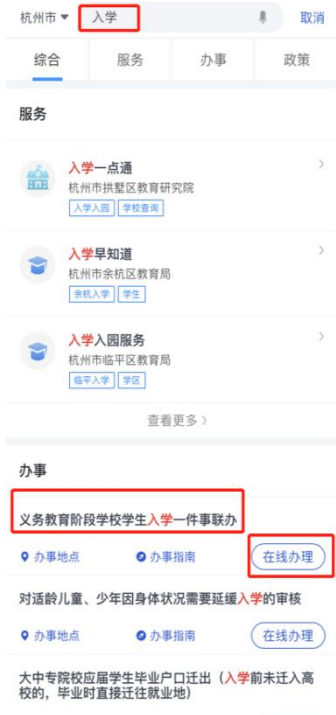 杭州市 入学 取消
综合 服务 办事 政策
服务
入学一点通
杭州市拱墅区教育研究院
入学入园 学校查询
入学早知道
杭州市余杭区教育局
余杭入学 学生
入学入园服务
杭州市临平区教育局
临平入学 学区
查看更多>
办事
义务教育阶段学校学生入学一件事联办
办事地点 办事指南 在线办理
对适龄儿童、少年因身体状况需要延缓入学的审核
办事地点 办事指南 在线办理
大中专院校应届学生毕业户口迁出（入学前未迁入高
校的，毕业时直接迁往就业地）